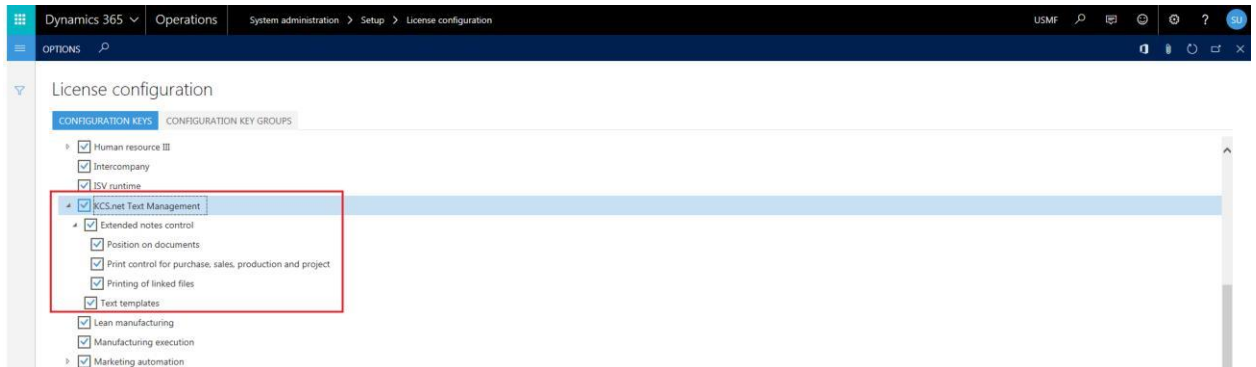 Dynamics 365 Operations System administration > Setup > License configuration USMF ? SU
OPTIONS
License configuration
CONFIGURATION KEYS CONFIGURATION KEY GROUPS
Human resource III
Intercompany
ISV runtime
KCS.net Text Management
Extended notes control
Position on documents
Print control for purchase, sales, production and project
Printing of linked files
Text templates
Lean manufacturing
Manufacturing execution
Marketing automation